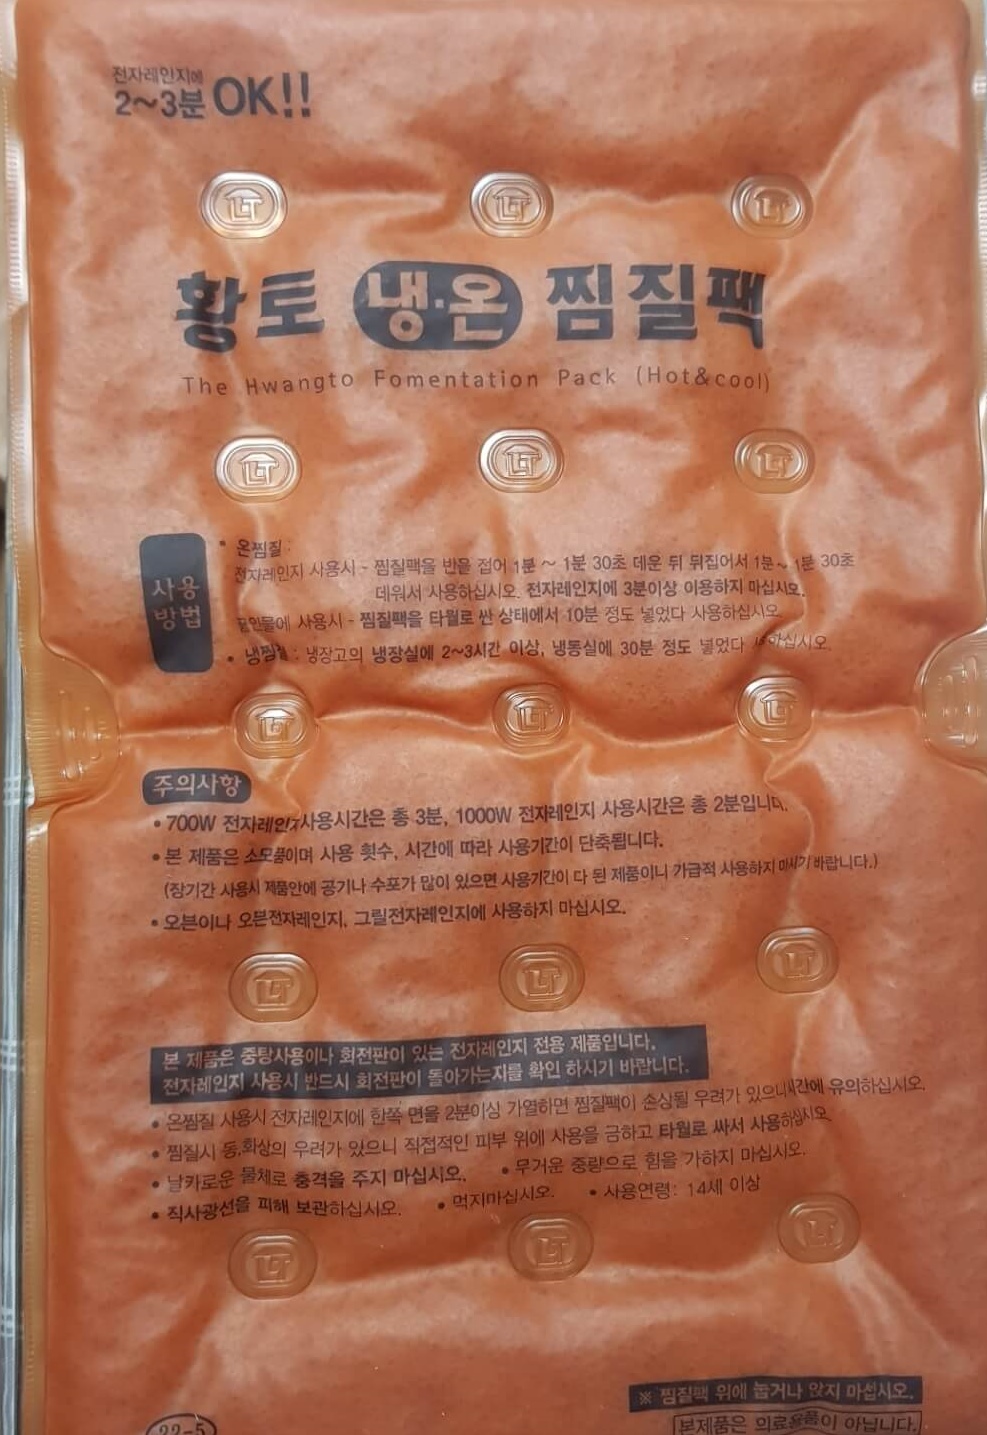 전자레인지에
2~3분 OK!!
황토 냉·온 찜질팩
The Hwangto Fomentation Pack (Hot&cool)
사용
방법
• 온찜질:
전자레인지 사용시 - 찜질팩을 반을 접어 1분 ~ 1분 30초 데운 뒤 뒤집어서 1분~ 1분 30초
데워서 사용하십시오. 전자레인지에 3분이상 이용하지 마십시오.
끓인물에 사용시 - 찜질팩을 타월로 싼 상태에서 10분 정도 넣었다 사용하십시오.
• 냉찜질 : 냉장고의 냉장실에 2~3시간 이상, 냉동실에 30분 정도 넣었다
주의사항
• 700W 전자레인지 사용시간은 총 3분, 1000W 전자레인지 사용시간은 총 2분입니다.
• 본 제품은 소모품이며 사용 횟수, 시간에 따라 사용기간이 단축됩니다.
(장기간 사용시 제품안에 공기나 수포가 많이 있으면 사용기간이 다 된 제품이니 가급적 사용하지 마시기 바랍니다.)
• 오븐이나 오븐전자레인지, 그릴전자레인지에 사용하지 마십시오.
본 제품은 중탕사용이나 회전판이 있는 전자레인지 전용 제품입니다.
전자레인지 사용시 반드시 회전판이 돌아가는지를 확인 하시기 바랍니다.
• 온찜질 사용시 전자레인지에 한쪽 면을 2분이상 가열하면 찜질팩이 손상될 우려가 있으니 시간에 유의하십시오.
• 찜질시 동.화상의 우려가 있으니 직접적인 피부 위에 사용을 금하고 타월로 싸서 사용하십시오
• 날카로운 물체로 충격을 주지 마십시오. • 무거운 중량으로 힘을 가하지 마십시오.
• 직사광선을 피해 보관하십시오. • 먹지마십시오. • 사용연령: 14세 이상
※ 찜질팩 위에 눕거나 앉지 마십시오.
22-5 본제품은 의료용품이 아닙니다.